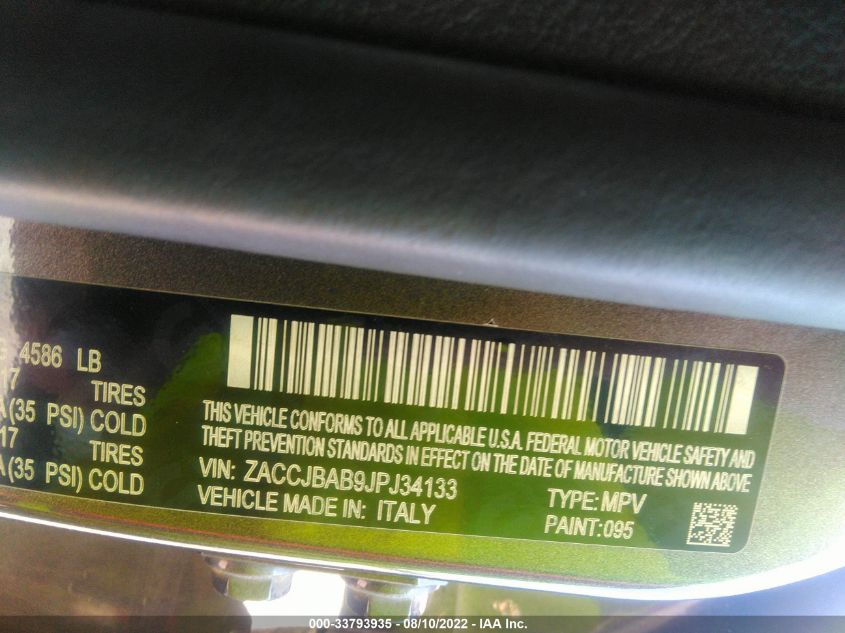 4586 LB
17 TIRES
(35 PSI) COLD
17 TIRES
(35 PSI) COLD
THIS VEHICLE CONFORMS TO ALL APPLICABLE U.S.A. FEDERAL MOTOR VEHICLE SAFETY AND
THEFT PREVENTION STANDARDS IN EFFECT ON THE DATE OF MANUFACTURE SHOWN ABOVE
VIN: ZACCJBAB9JPJ34133
TYPE: MPV
VEHICLE MADE IN: ITALY
PAINT: 095
000-33793935 - 08/10/2022 - IAA Inc.